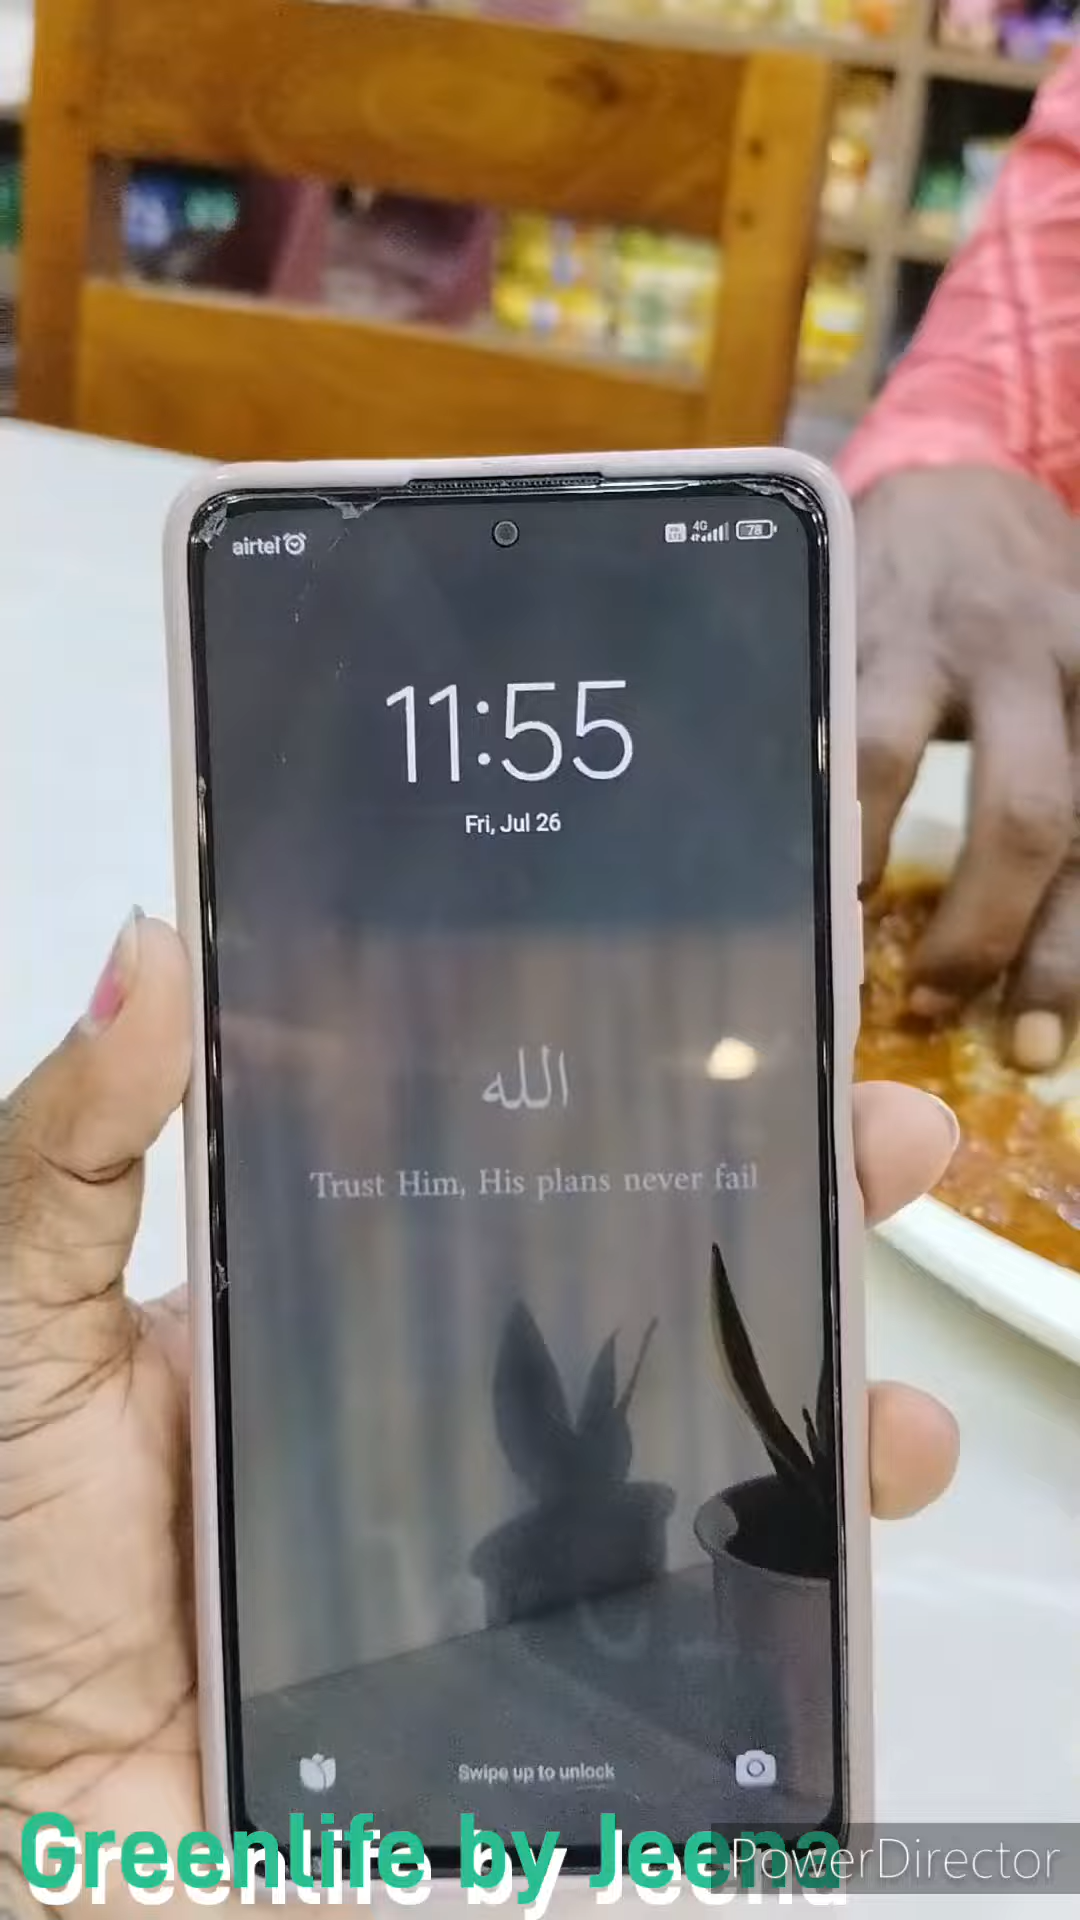 airtel
4G
78
11:55
Fri, Jul 26
الله
Trust Him, His plans never fail
Swipe up to unlock
Greenlife by Jeena
PowerDirector